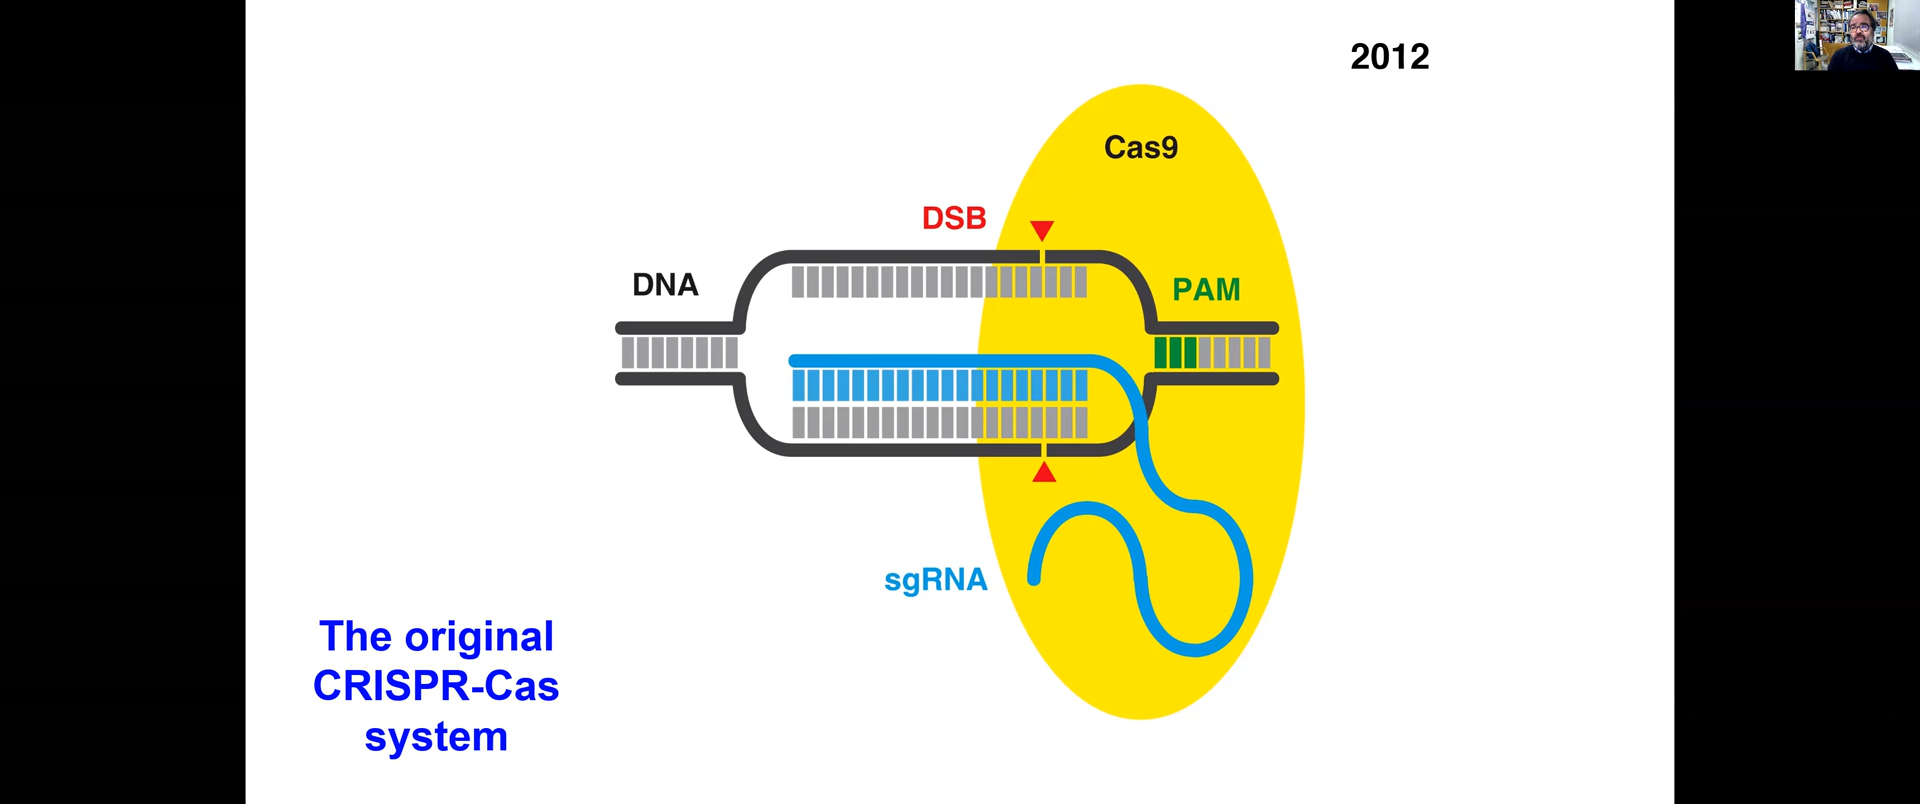 2012
Cas9
DSB
DNA
PAM
sgRNA
The original
CRISPR-Cas
system